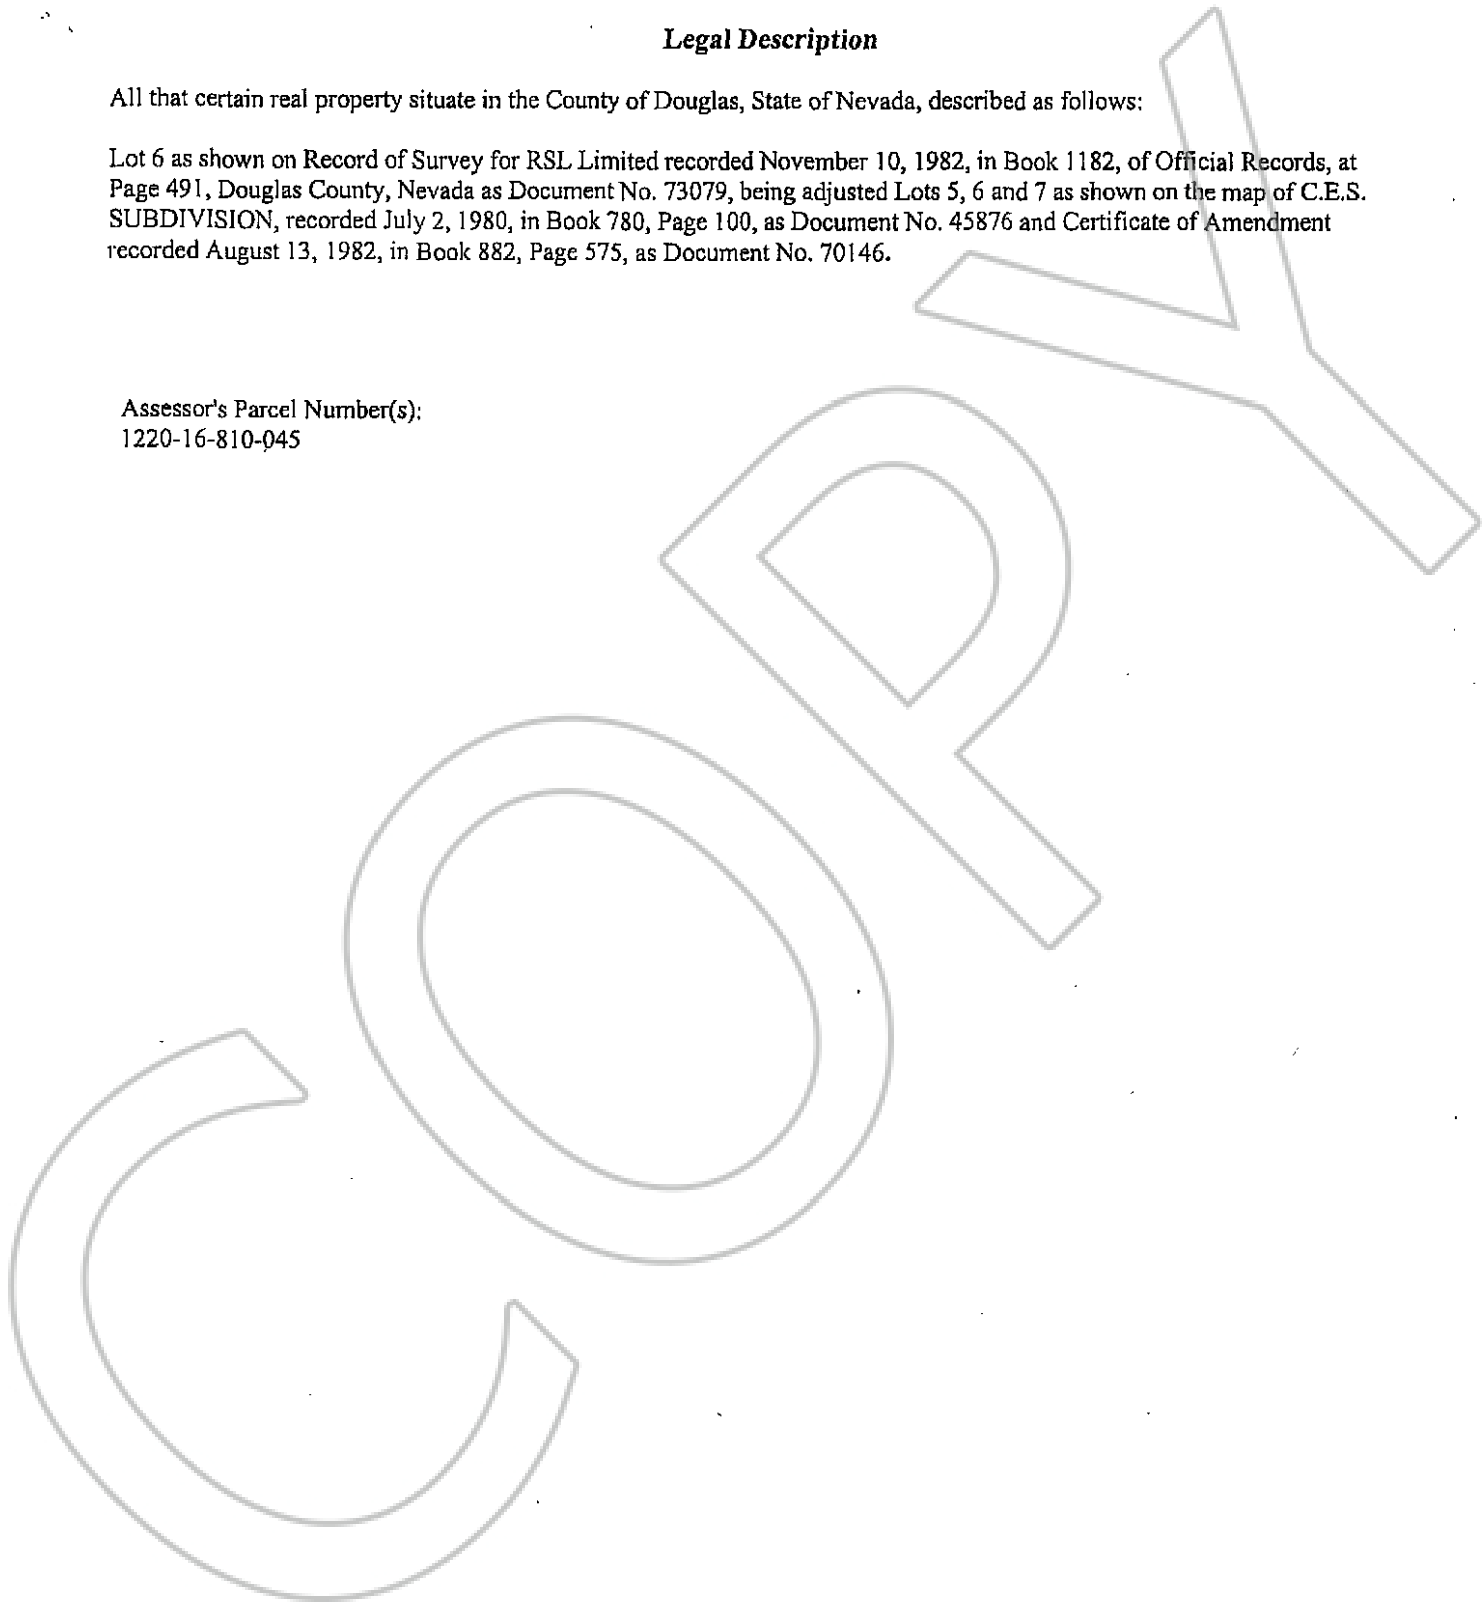 Legal Description
All that certain real property situate in the County of Douglas, State of Nevada, described as follows:
Lot 6 as shown on Record of Survey for RSL Limited recorded November 10, 1982, in Book 1182, of Official Records, at
Page 491, Douglas County, Nevada as Document No. 73079, being adjusted Lots 5, 6 and 7 as shown on the map of C.E.S.
SUBDIVISION, recorded July 2, 1980, in Book 780, Page 100, as Document No. 45876 and Certificate of Amendment
recorded August 13, 1982, in Book 882, Page 575, as Document No. 70146.
Assessor's Parcel Number(s):
1220-16-810-045
COPY